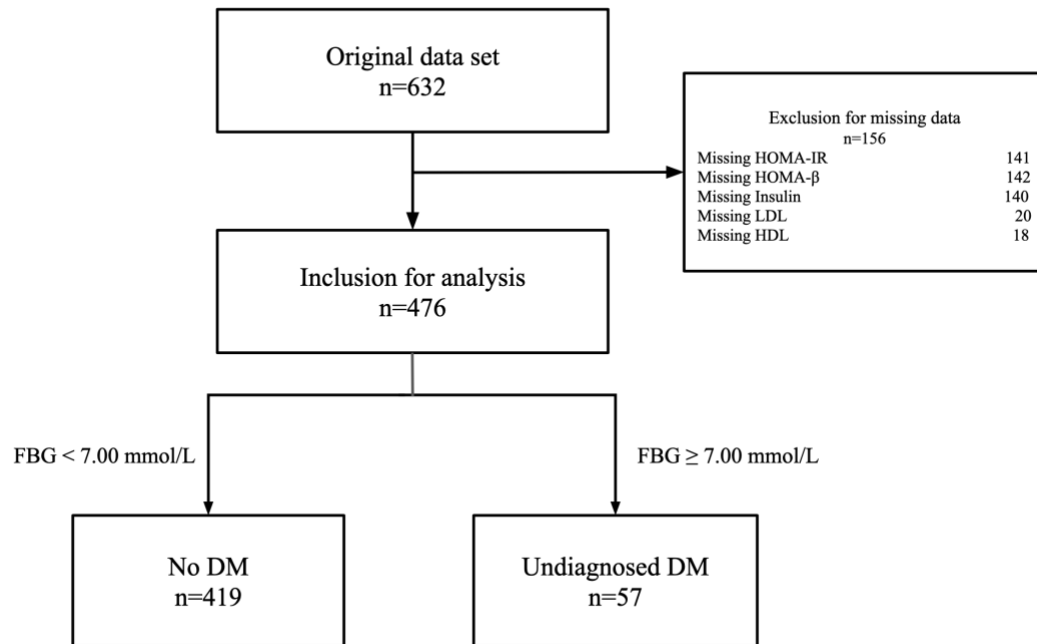 Original data set
n=632
Exclusion for missing data
n=156
Missing HOMA-IR 141
Missing HOMA-β 142
Missing Insulin 140
Missing LDL 20
Missing HDL 18
Inclusion for analysis
n=476
FBG < 7.00 mmol/L
FBG ≥ 7.00 mmol/L
No DM
n=419
Undiagnosed DM
n=57